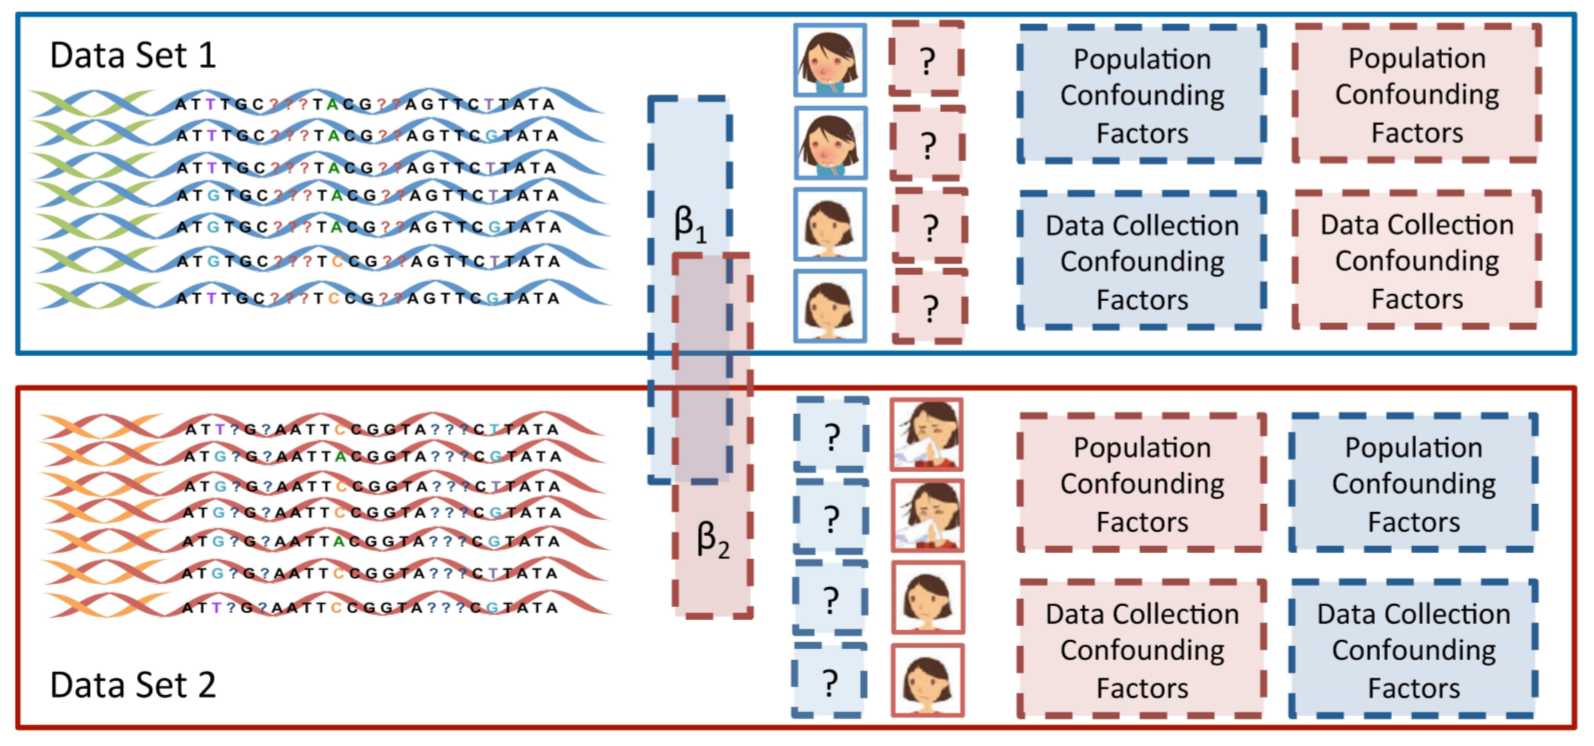 Data Set 1
ATTTGC???TACG??AGTTCTTATA
ATTTGC???TACG??AGTTCGTATA
ATTTGC???TACG??AGTTCTTATA
ATGTGC???TACG??AGTTCTTATA
ATGTGC???TACG??AGTTCGTATA
ATGTGC???TCCG??AGTTCTTATA
ATTTGC???TCCG??AGTTCGTATA
β1
?
?
?
?
Population
Confounding
Factors
Population
Confounding
Factors
Data Collection
Confounding
Factors
Data Collection
Confounding
Factors
ATT?G?AATTCCGGTA???CTTATA
ATG?G?AATTACGGTA???CGTATA
ATG?G?AATTCCGGTA???CTTATA
ATG?G?AATTCCGGTA???CGTATA
ATG?G?AATTACGGTA???CGTATA
ATG?G?AATTCCGGTA???CTTATA
ATT?G?AATTCCGGTA???CGTATA
Data Set 2
β2
?
?
?
?
Population
Confounding
Factors
Population
Confounding
Factors
Data Collection
Confounding
Factors
Data Collection
Confounding
Factors